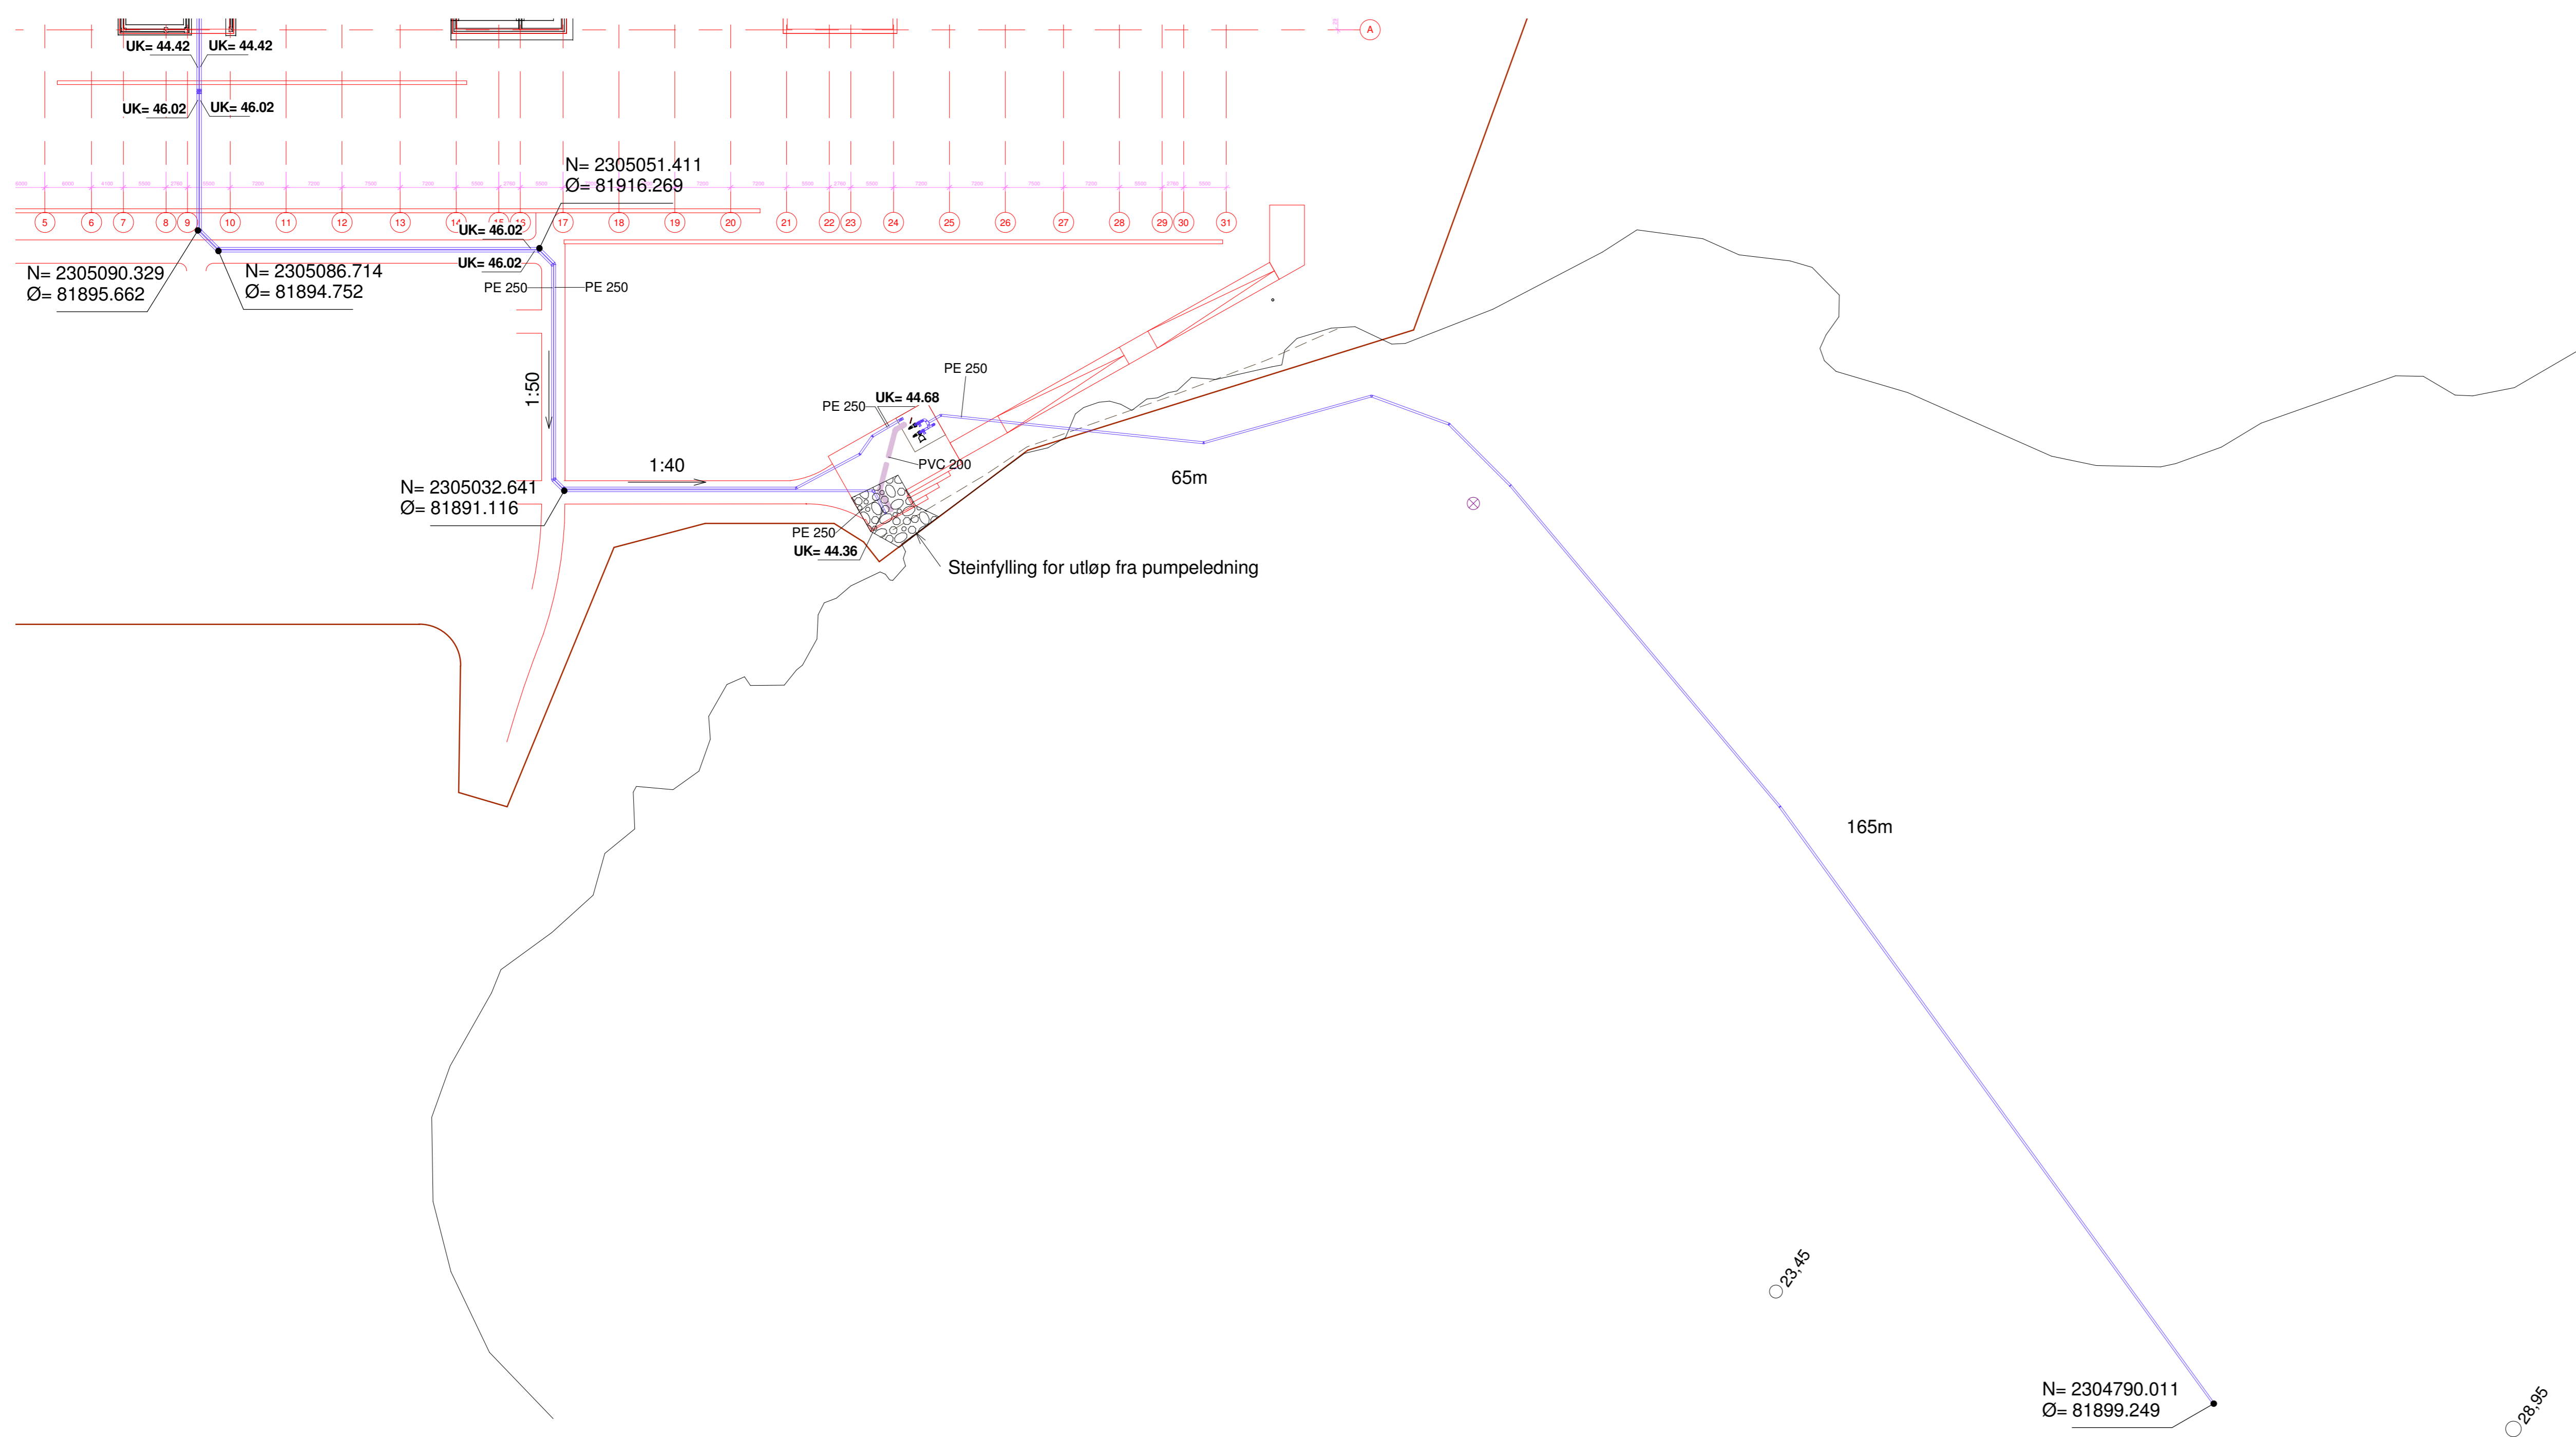 A
UK= 44.42 UK= 44.42
UK= 46.02 UK= 46.02
N= 2305051.411
Ø= 81916.269
5 6 7 8 9 10 11 12 13 14 15 16 17 18 19 20 21 22 23 24 25 26 27 28 29 30 31
UK= 46.02
UK= 46.02
N= 2305090.329
Ø= 81895.662
N= 2305086.714
Ø= 81894.752
PE 250 PE 250
1:50
PE 250
UK= 44.68
PE 250
PVC 200
1:40
65m
N= 2305032.641
Ø= 81891.116
PE 250
UK= 44.36
Steinfylling for utløp fra pumpeledning
165m
23,45
N= 2304790.011
Ø= 81899.249
28,95